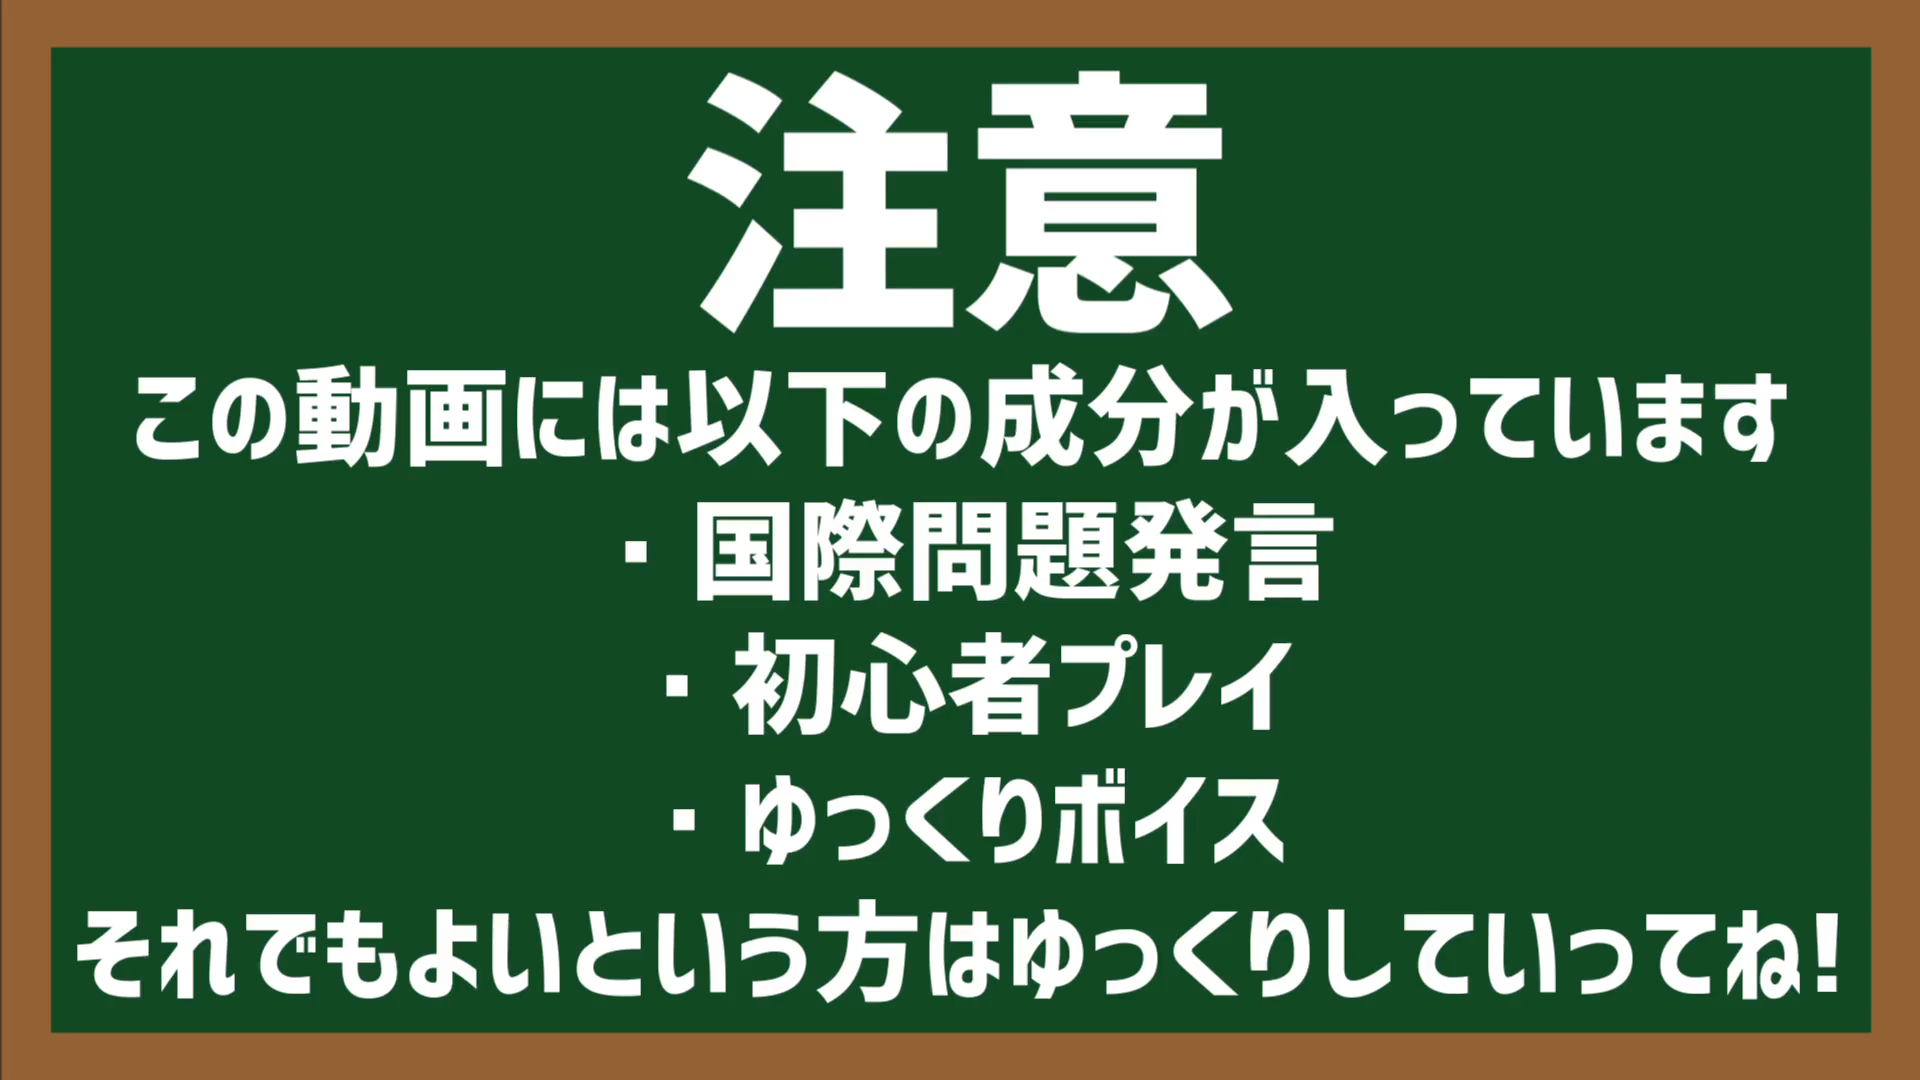 注意
この動画には以下の成分が入っています
・国際問題発言
・初心者プレイ
・ゆっくりボイス
それでもよいという方はゆっくりしていってね!